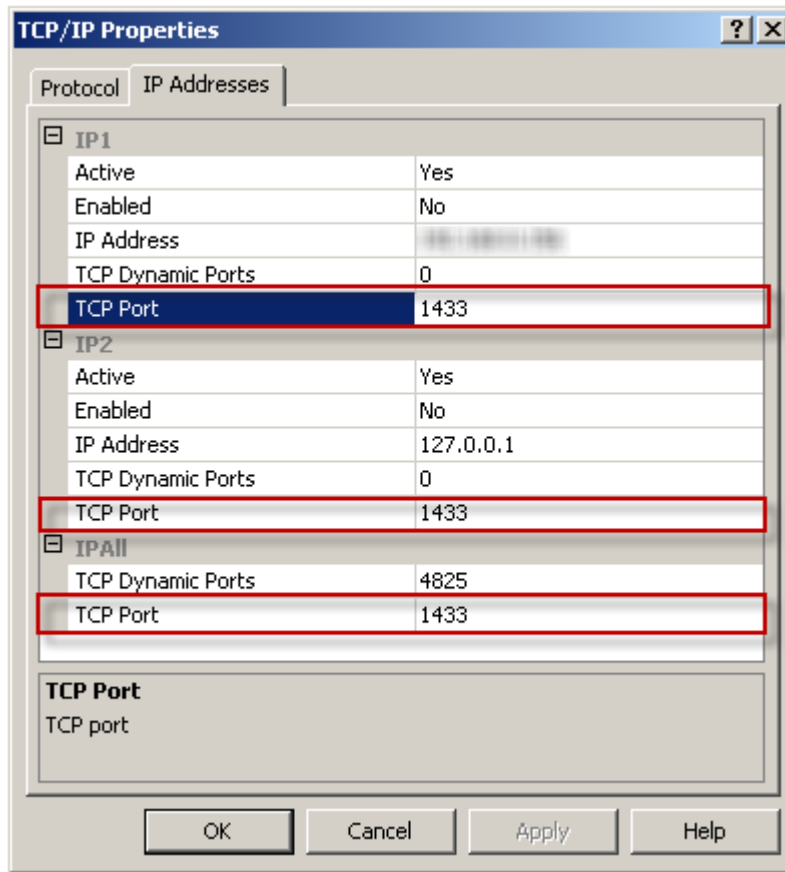 TCP/IP Properties
Protocol IP Addresses
IP1
Active Yes
Enabled No
IP Address
TCP Dynamic Ports 0
TCP Port 1433
IP2
Active Yes
Enabled No
IP Address 127.0.0.1
TCP Dynamic Ports 0
TCP Port 1433
IPAll
TCP Dynamic Ports 4825
TCP Port 1433
TCP Port
TCP port
OK Cancel Apply Help